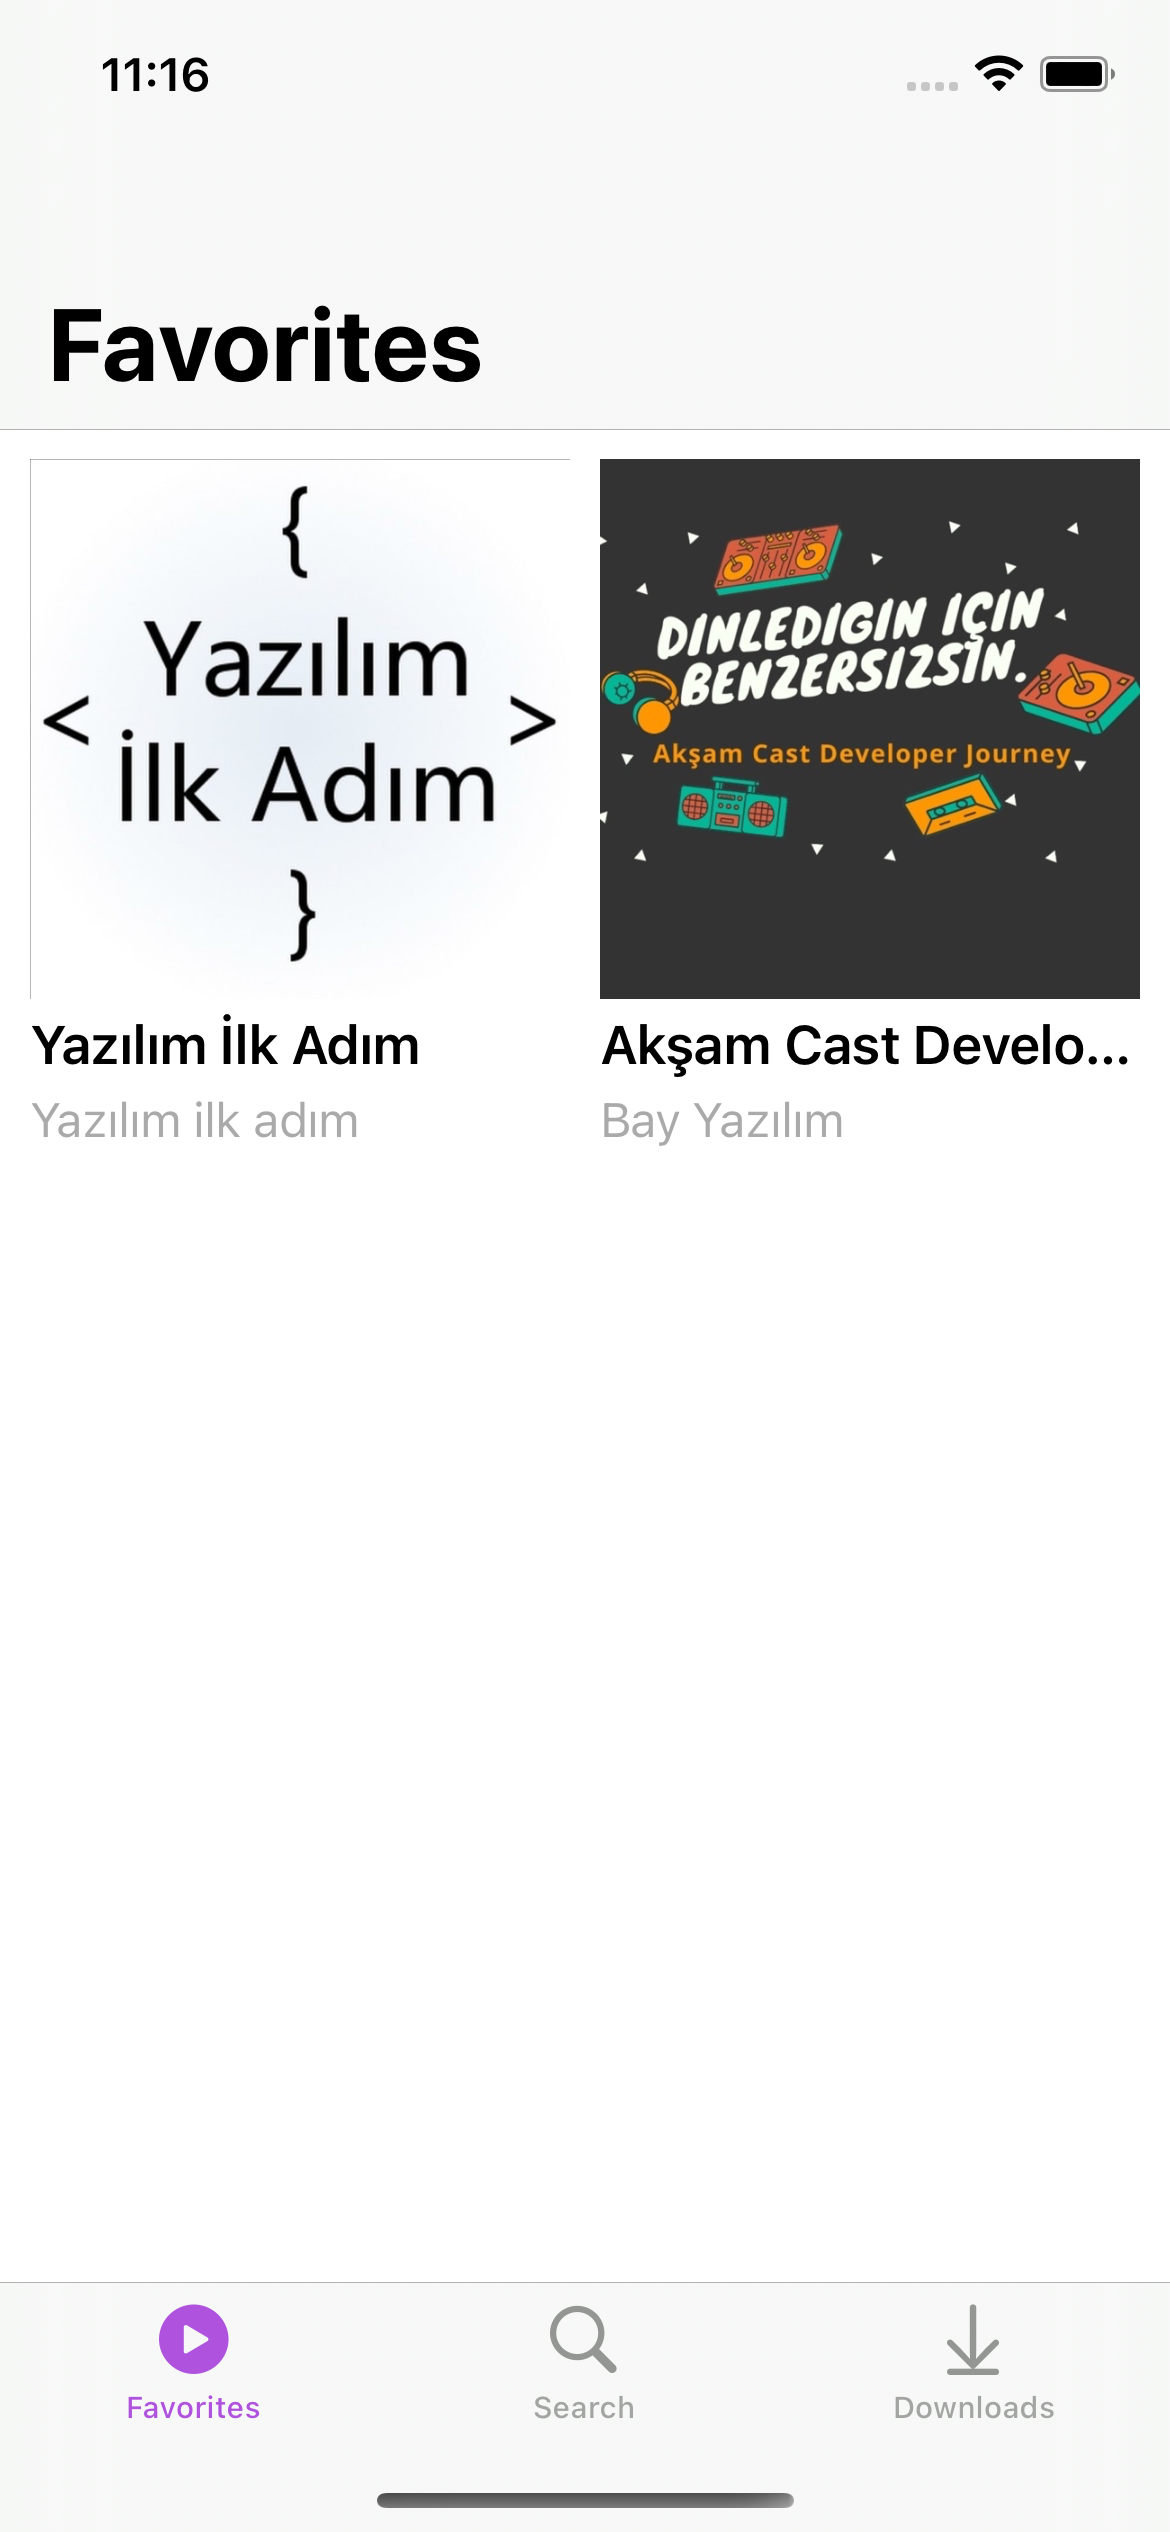 11:16
Favorites
{
Yazılım
< >
İlk Adım
}
DINLEDIGIN IÇIN
BENZERSIZSIN.
Akşam Cast Developer Journey
Yazılım İlk Adım
Yazılım ilk adım
Akşam Cast Develo...
Bay Yazılım
Favorites
Search
Downloads